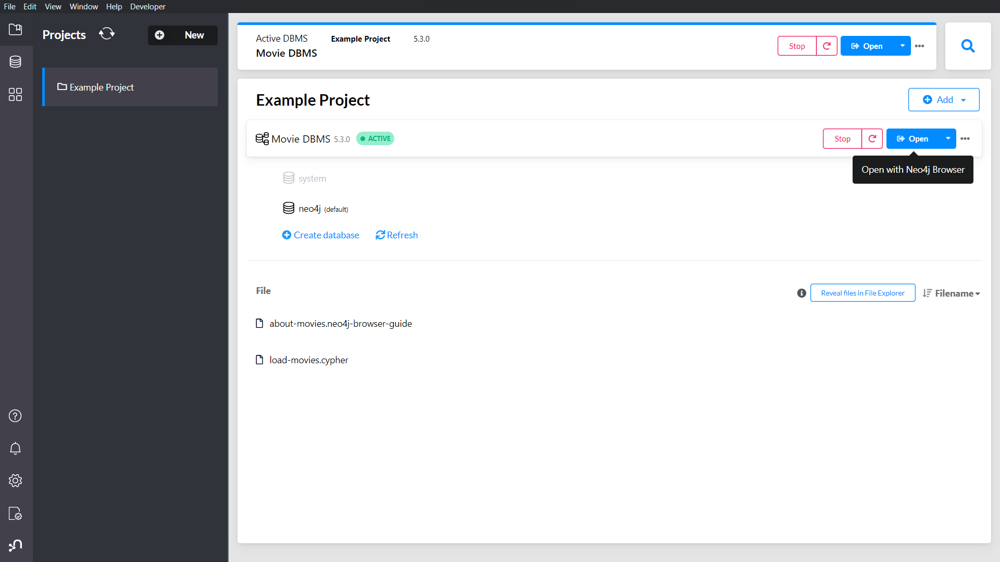 File Edit View Window Help Developer
Projects
New
Example Project
Active DBMS Example Project 5.3.0
Movie DBMS
Stop Open
Example Project
Add
Movie DBMS 5.3.0 ACTIVE
Stop Open
Open with Neo4j Browser
system
neo4j (default)
Create database Refresh
File
Reveal files in File Explorer Filename
about-movies.neo4j-browser-guide
load-movies.cypher